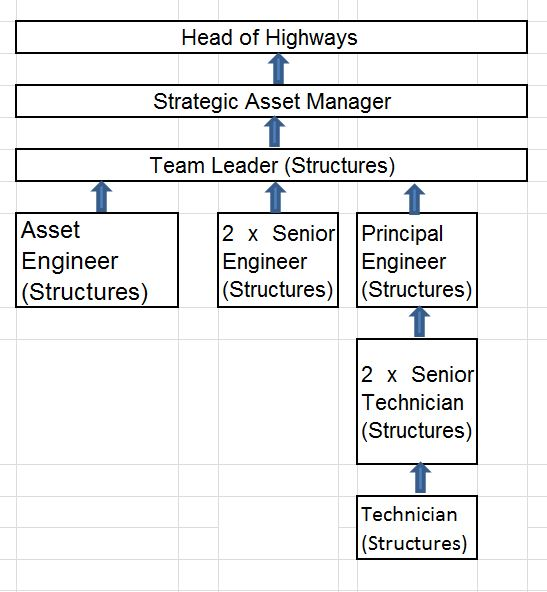 Head of Highways
Strategic Asset Manager
Team Leader (Structures)
Asset
Engineer
(Structures)
2 x Senior
Engineer
(Structures)
Principal
Engineer
(Structures)
2 x Senior
Technician
(Structures)
Technician
(Structures)